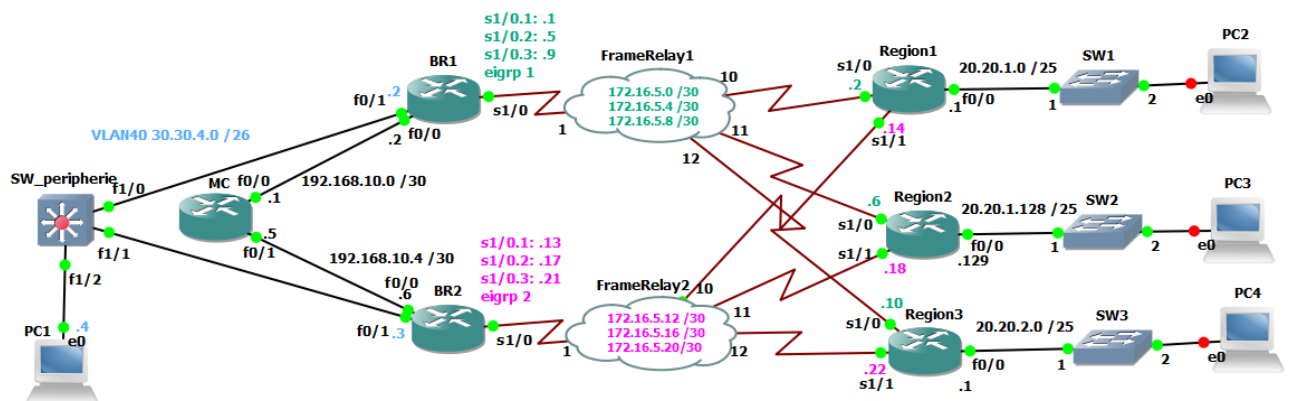 s1/0.1: .1
s1/0.2: .5
s1/0.3: .9
eigrp 1
BR1
.2
f0/1
f0/0
.2
s1/0
VLAN40 30.30.4.0 /26
SW_peripherie
f1/0
f1/1
f1/2
MC
f0/0
.1
192.168.10.0 /30
.5
f0/1
192.168.10.4 /30
f0/0
.6
BR2
f0/1
.3
s1/0
s1/0.1: .13
s1/0.2: .17
s1/0.3: .21
eigrp 2
PC1
.4
e0
FrameRelay1
172.16.5.0 /30
172.16.5.4 /30
172.16.5.8 /30
1
10
11
12
FrameRelay2
172.16.5.12 /30
172.16.5.16 /30
172.16.5.20/30
1
10
11
12
Region1
s1/0
.2
.14
s1/1
.1
f0/0
20.20.1.0 /25
SW1
1
2
e0
PC2
Region2
.6
s1/0
s1/1
.18
f0/0
.129
20.20.1.128 /25
SW2
1
2
e0
PC3
Region3
.10
s1/0
.22
s1/1
f0/0
.1
20.20.2.0 /25
SW3
1
2
e0
PC4